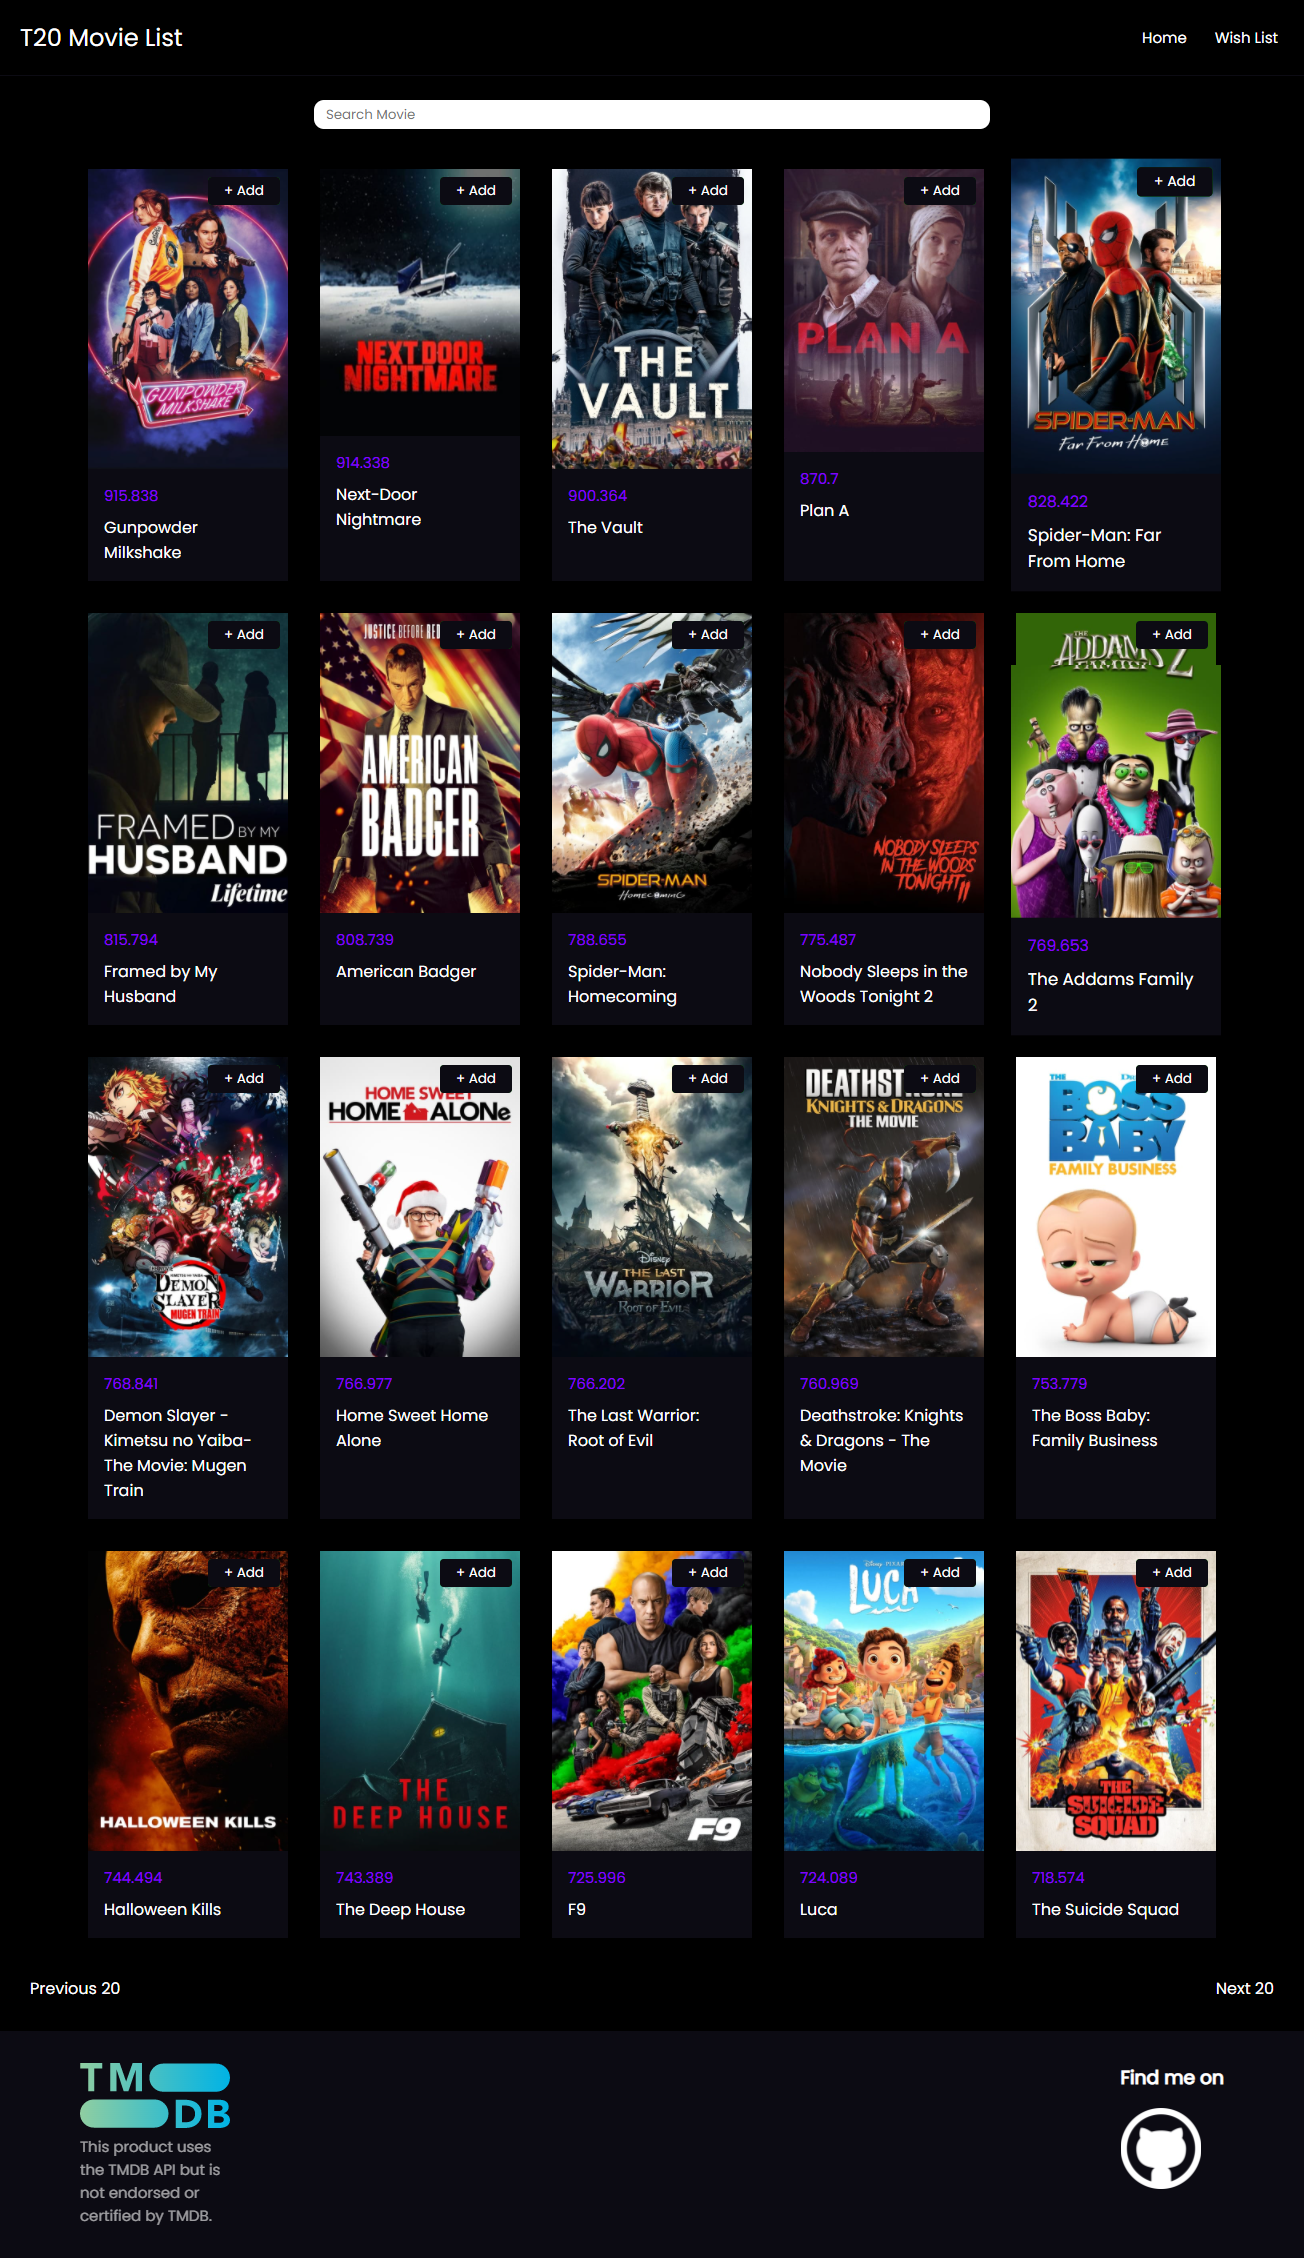 T20 Movie List
Home
Wish List
Search Movie
+ Add
+ Add
+ Add
+ Add
+ Add
GUNPOWDER
MILKSHAKE
NEXT DOOR
NIGHTMARE
THE
VAULT
PLAN A
SPIDER-MAN
Far From Home
915.838
Gunpowder
Milkshake
914.338
Next-Door
Nightmare
900.364
The Vault
870.7
Plan A
828.422
Spider-Man: Far
From Home
+ Add
+ Add
+ Add
+ Add
+ Add
FRAMED BY MY
HUSBAND
Lifetime
JUSTICE BEFORE RED
AMERICAN
BADGER
SPIDER-MAN
HOMECOMING
NOBODY SLEEPS
IN THE WOODS
TONIGHT II
THE
ADDAMS 2
FAMILY
815.794
Framed by My
Husband
808.739
American Badger
788.655
Spider-Man:
Homecoming
775.487
Nobody Sleeps in the
Woods Tonight 2
769.653
The Addams Family
2
+ Add
+ Add
+ Add
+ Add
+ Add
DEMON
SLAYER
MUGEN TRAIN
HOME SWEET
HOME ALONe
Disney
THE LAST
WARRIOR
ROOT OF EVIL
DEATHST
KNIGHTS & DRAGONS
THE MOVIE
THE
BOSS
BABY
FAMILY BUSINESS
768.841
Demon Slayer -
Kimetsu no Yaiba-
The Movie: Mugen
Train
766.977
Home Sweet Home
Alone
766.202
The Last Warrior:
Root of Evil
760.969
Deathstroke: Knights
& Dragons - The
Movie
753.779
The Boss Baby:
Family Business
+ Add
+ Add
+ Add
+ Add
+ Add
HALLOWEEN KILLS
THE
DEEP HOUSE
F9
Disney PIXAR
LUCA
THE
SUICIDE
SQUAD
744.494
Halloween Kills
743.389
The Deep House
725.996
F9
724.089
Luca
718.574
The Suicide Squad
Previous 20
Next 20
TM
DB
This product uses
the TMDB API but is
not endorsed or
certified by TMDB.
Find me on